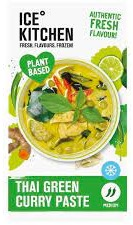 ICE°
KITCHEN
FRESH. FLAVOURS. FROZEN!
AUTHENTIC
FRESH
FLAVOUR!
PLANT
BASED
THAI GREEN
CURRY PASTE
MEDIUM